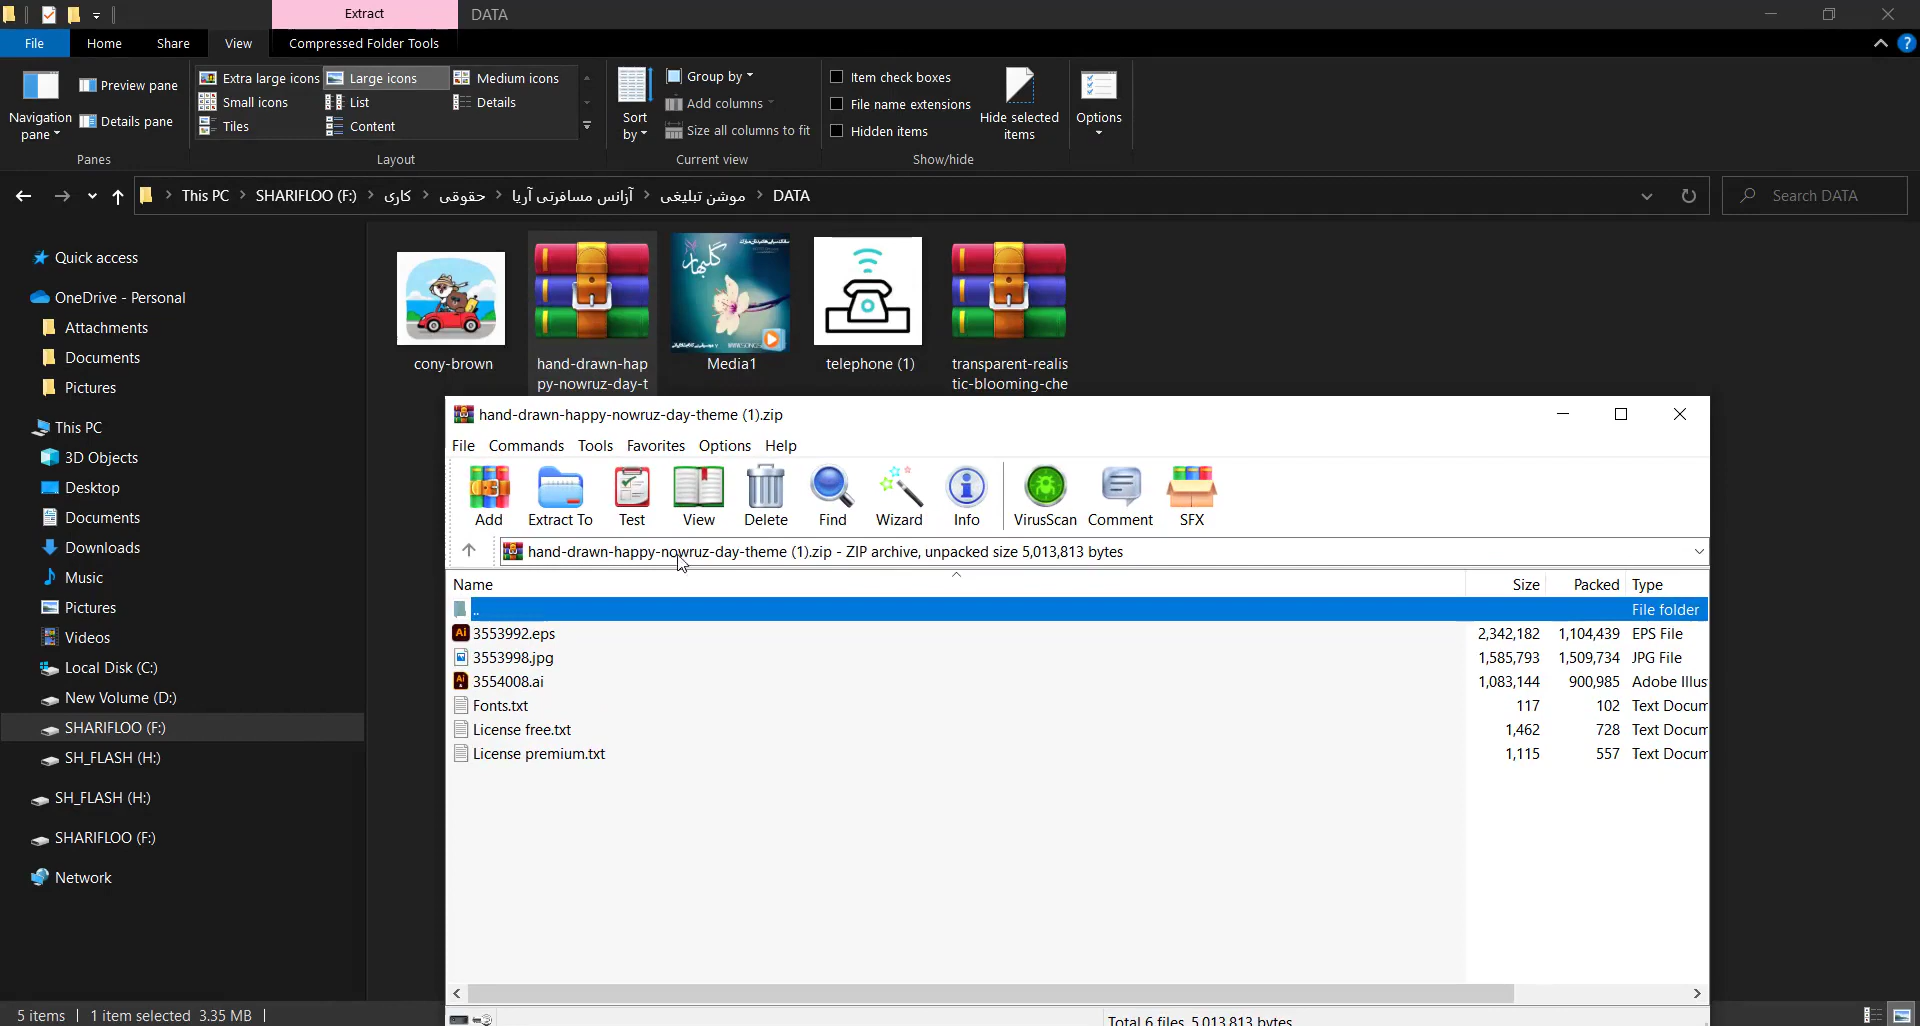 Extract
DATA
File
Home
Share
View
Compressed Folder Tools
Navigation pane
Preview pane
Details pane
Panes
Extra large icons
Large icons
Medium icons
Small icons
List
Details
Tiles
Content
Layout
Sort by
Group by
Add columns
Size all columns to fit
Current view
Item check boxes
File name extensions
Hidden items
Hide selected items
Show/hide
Options
This PC
SHARIFLOO (F:)
کاری
حقوقی
آژانس مسافرتی آریا
موشن تبلیغی
DATA
Search DATA
Quick access
OneDrive - Personal
Attachments
Documents
Pictures
This PC
3D Objects
Desktop
Documents
Downloads
Music
Pictures
Videos
Local Disk (C:)
New Volume (D:)
SHARIFLOO (F:)
SH_FLASH (H:)
SH_FLASH (H:)
SHARIFLOO (F:)
Network
گلبهار
cony-brown
hand-drawn-hap
py-nowruz-day-t
Media1
telephone (1)
transparent-realis
tic-blooming-che
hand-drawn-happy-nowruz-day-theme (1).zip
File Commands Tools Favorites Options Help
Add
Extract To
Test
View
Delete
Find
Wizard
Info
VirusScan
Comment
SFX
hand-drawn-happy-nowruz-day-theme (1).zip - ZIP archive, unpacked size 5,013,813 bytes
Name Size Packed Type
.. File folder
Ai 3553992.eps 2,342,182 1,104,439 EPS File
3553998.jpg 1,585,793 1,509,734 JPG File
Ai 3554008.ai 1,083,144 900,985 Adobe Illus
Fonts.txt 117 102 Text Docum
License free.txt 1,462 728 Text Docum
License premium.txt 1,115 557 Text Docum
5 items
1 item selected 3.35 MB
Total 6 files, 5,013,813 bytes